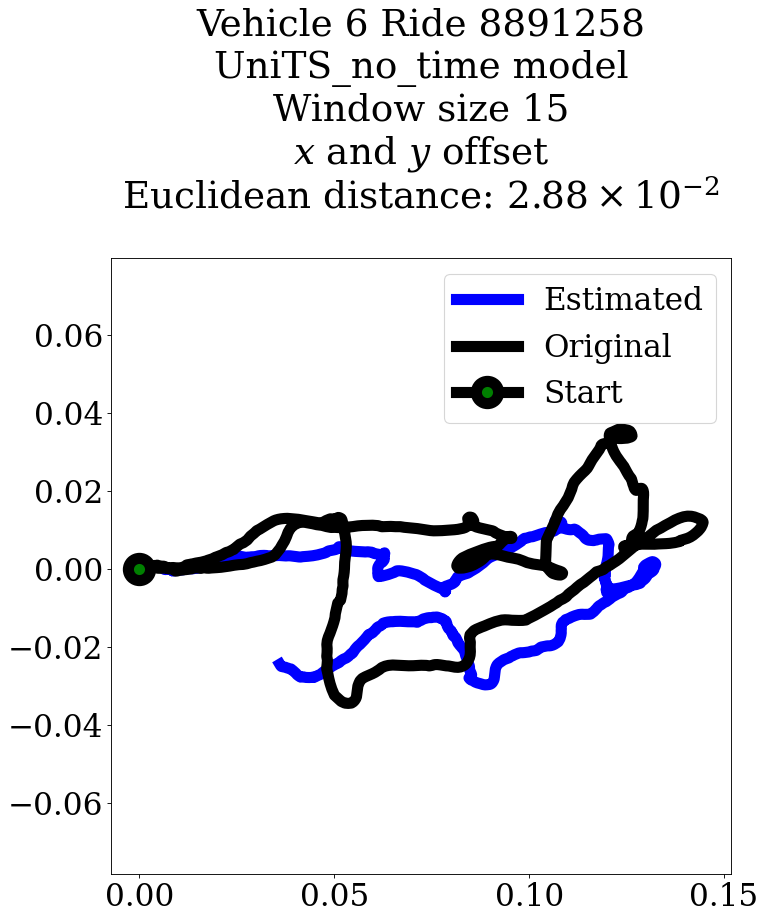 Vehicle 6 Ride 8891258
UniTS_no_time model
Window size 15
x and y offset
Euclidean distance: 2.88 × 10⁻²
Estimated
Original
Start
0.06
0.04
0.02
0.00
−0.02
−0.04
−0.06
0.00 0.05 0.10 0.15